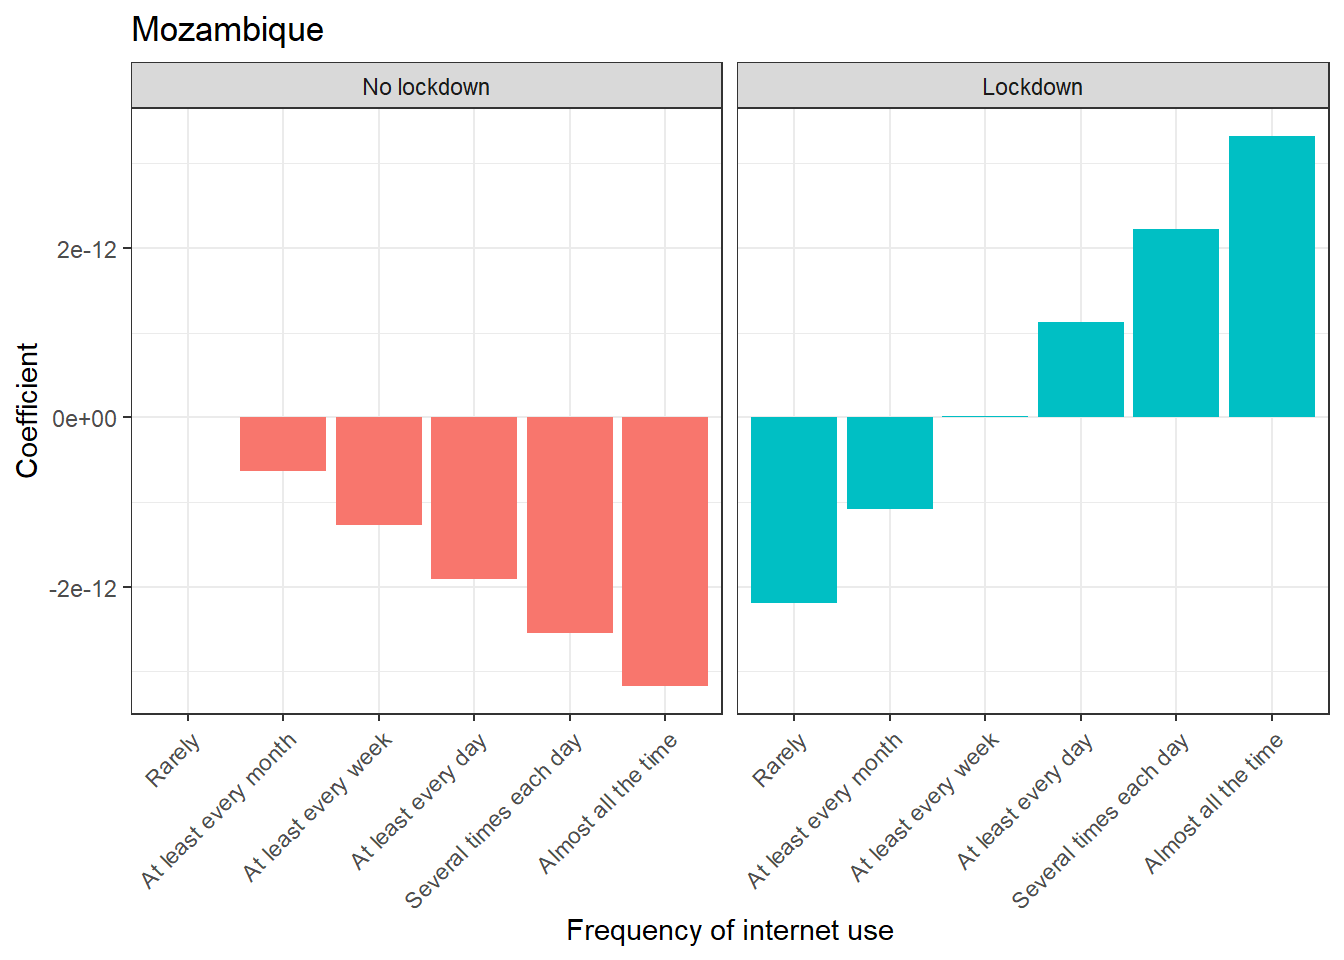 Mozambique
No lockdown
Lockdown
Coefficient
2e-12
0e+00
-2e-12
Rarely
At least every month
At least every week
At least every day
Several times each day
Almost all the time
Rarely
At least every month
At least every week
At least every day
Several times each day
Almost all the time
Frequency of internet use